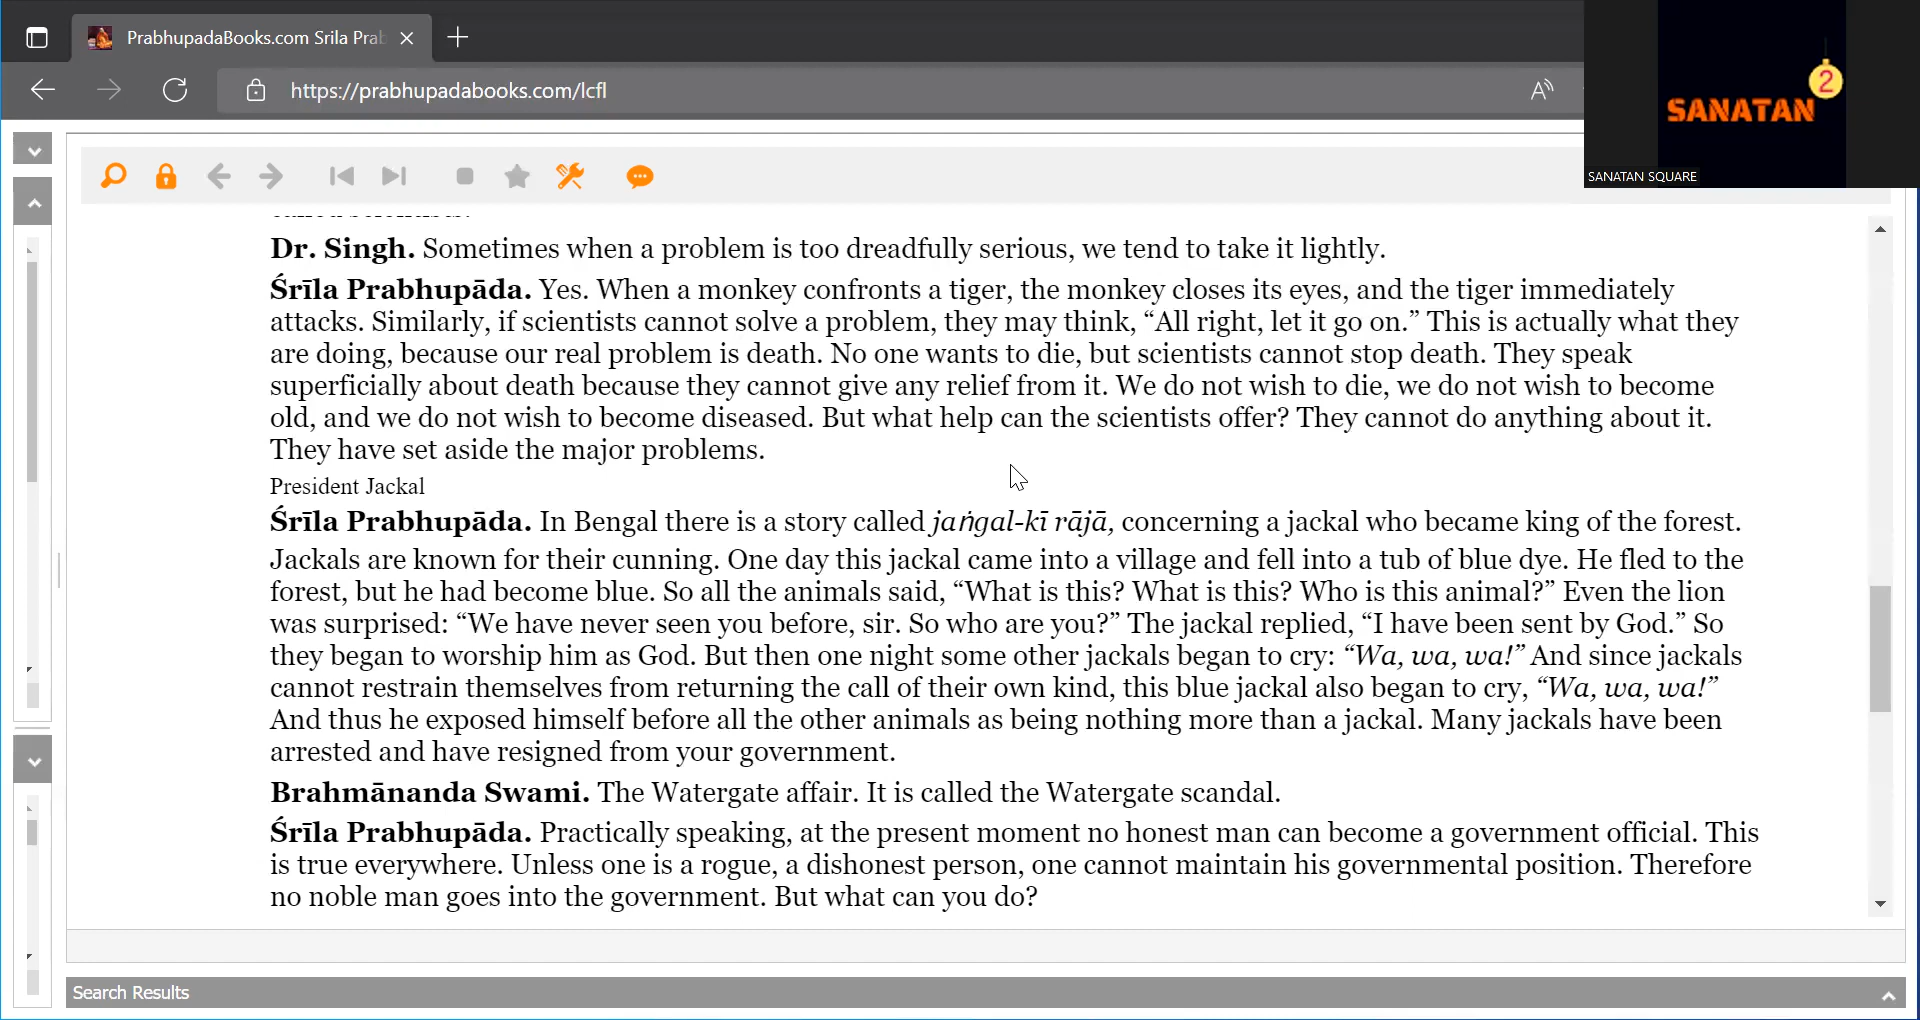 PrabhupadaBooks.com Srila Prab
https://prabhupadabooks.com/lcfl
2
SANATAN
SANATAN SQUARE
Dr. Singh. Sometimes when a problem is too dreadfully serious, we tend to take it lightly.
Śrīla Prabhupāda. Yes. When a monkey confronts a tiger, the monkey closes its eyes, and the tiger immediately
attacks. Similarly, if scientists cannot solve a problem, they may think, “All right, let it go on.” This is actually what they
are doing, because our real problem is death. No one wants to die, but scientists cannot stop death. They speak
superficially about death because they cannot give any relief from it. We do not wish to die, we do not wish to become
old, and we do not wish to become diseased. But what help can the scientists offer? They cannot do anything about it.
They have set aside the major problems.
President Jackal
Śrīla Prabhupāda. In Bengal there is a story called jaṅgal-kī rājā, concerning a jackal who became king of the forest.
Jackals are known for their cunning. One day this jackal came into a village and fell into a tub of blue dye. He fled to the
forest, but he had become blue. So all the animals said, “What is this? What is this? Who is this animal?” Even the lion
was surprised: “We have never seen you before, sir. So who are you?” The jackal replied, “I have been sent by God.” So
they began to worship him as God. But then one night some other jackals began to cry: “Wa, wa, wa!” And since jackals
cannot restrain themselves from returning the call of their own kind, this blue jackal also began to cry, “Wa, wa, wa!”
And thus he exposed himself before all the other animals as being nothing more than a jackal. Many jackals have been
arrested and have resigned from your government.
Brahmānanda Swami. The Watergate affair. It is called the Watergate scandal.
Śrīla Prabhupāda. Practically speaking, at the present moment no honest man can become a government official. This
is true everywhere. Unless one is a rogue, a dishonest person, one cannot maintain his governmental position. Therefore
no noble man goes into the government. But what can you do?
Search Results